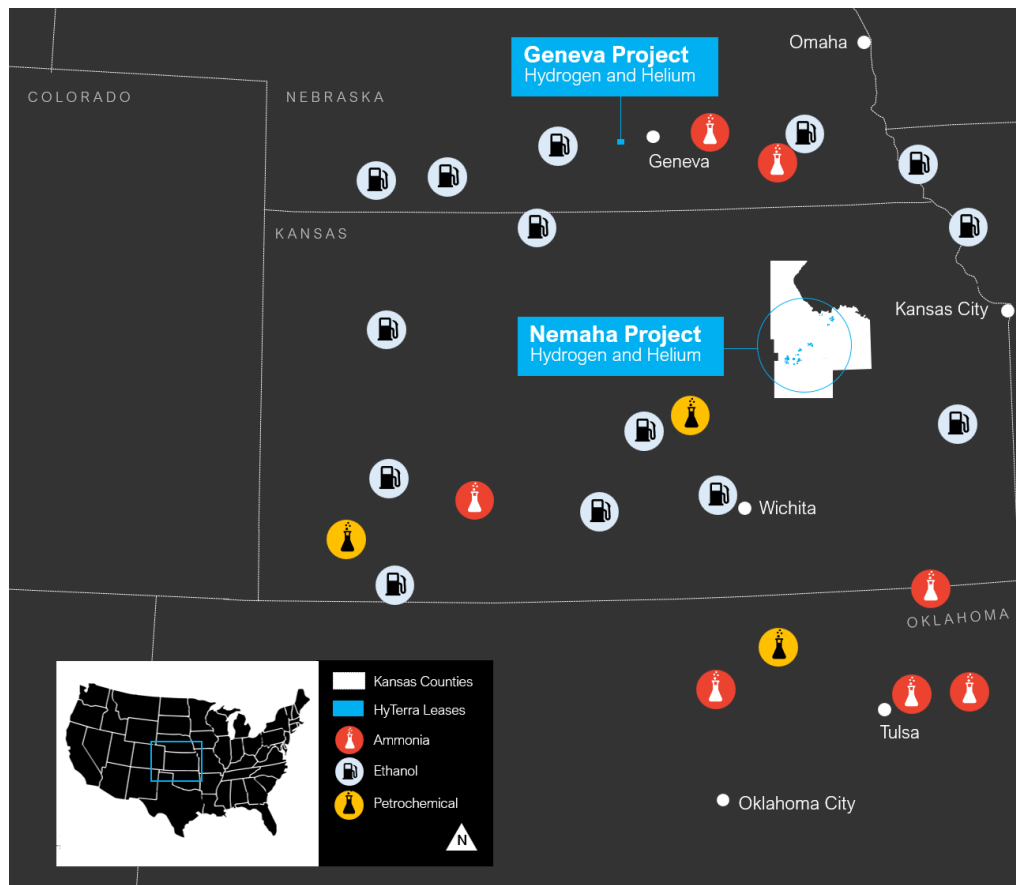 Omaha
Geneva Project
Hydrogen and Helium
COLORADO
NEBRASKA
Geneva
KANSAS
Kansas City
Nemaha Project
Hydrogen and Helium
Wichita
OKLAHOMA
Tulsa
Oklahoma City
Kansas Counties
HyTerra Leases
Ammonia
Ethanol
Petrochemical
N